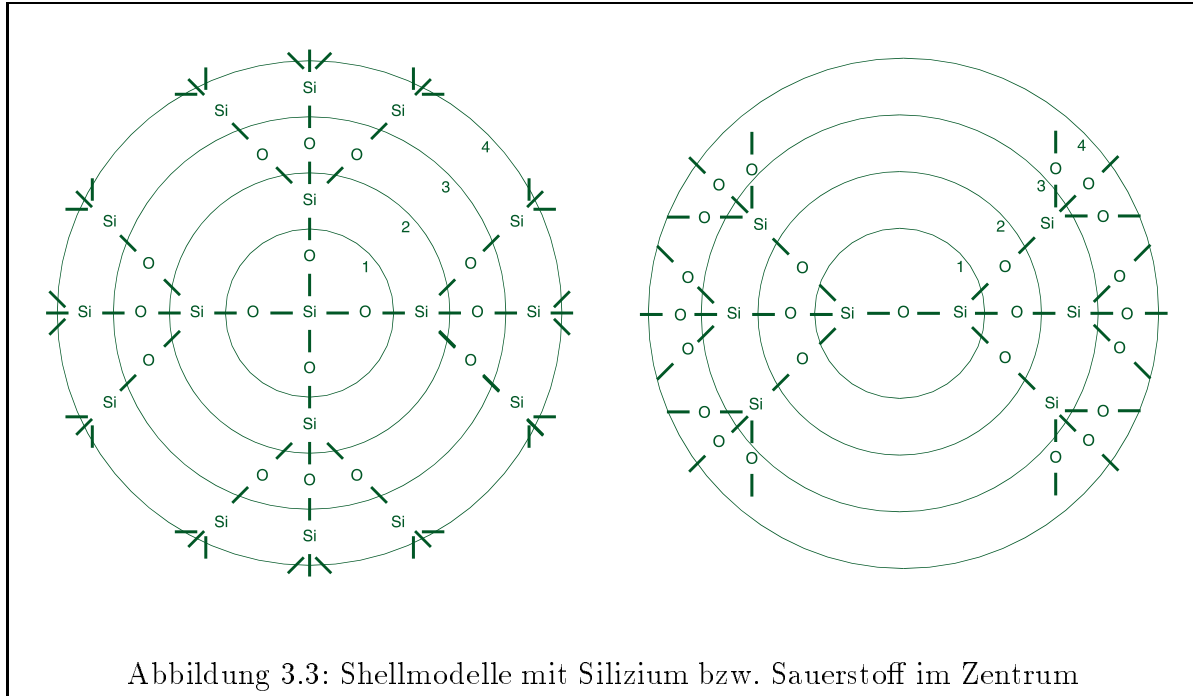 Si
Si Si
4
O
O O
3
Si
Si Si
2
O
O O
1
Si O Si O Si O Si O Si
O
O O
Si Si
Si
O O
O
Si Si
Si
4
O O
O O
3
O O
Si Si
2
O O
1
O O
O Si O Si O Si O Si O
O O
O O
Si Si
O O
O O
O O
Abbildung 3.3: Shellmodelle mit Silizium bzw. Sauerstoff im Zentrum